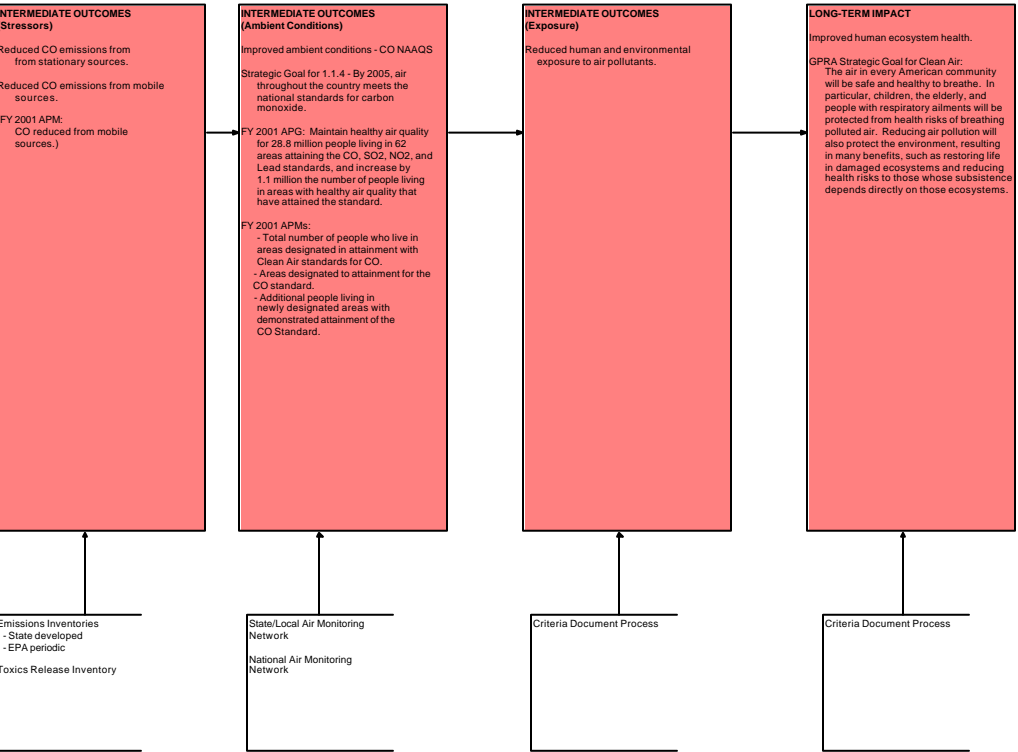 NTERMEDIATE OUTCOMES
Stressors)
Reduced CO emissions from
from stationary sources.
Reduced CO emissions from mobile
sources.
FY 2001 APM:
CO reduced from mobile
sources.)
INTERMEDIATE OUTCOMES
(Ambient Conditions)
Improved ambient conditions - CO NAAQS
Strategic Goal for 1.1.4 - By 2005, air
throughout the country meets the
national standards for carbon
monoxide.
FY 2001 APG: Maintain healthy air quality
for 28.8 million people living in 62
areas attaining the CO, SO2, NO2, and
Lead standards, and increase by
1.1 million the number of people living
in areas with healthy air quality that
have attained the standard.
FY 2001 APMs:
- Total number of people who live in
areas designated in attainment with
Clean Air standards for CO.
- Areas designated to attainment for the
CO standard.
- Additional people living in
newly designated areas with
demonstrated attainment of the
CO Standard.
INTERMEDIATE OUTCOMES
(Exposure)
Reduced human and environmental
exposure to air pollutants.
LONG-TERM IMPACT
Improved human ecosystem health.
GPRA Strategic Goal for Clean Air:
The air in every American community
will be safe and healthy to breathe. In
particular, children, the elderly, and
people with respiratory ailments will be
protected from health risks of breathing
polluted air. Reducing air pollution will
also protect the environment, resulting
in many benefits, such as restoring life
in damaged ecosystems and reducing
health risks to those whose subsistence
depends directly on those ecosystems.
Emissions Inventories
- State developed
- EPA periodic
Toxics Release Inventory
State/Local Air Monitoring
Network
National Air Monitoring
Network
Criteria Document Process
Criteria Document Process